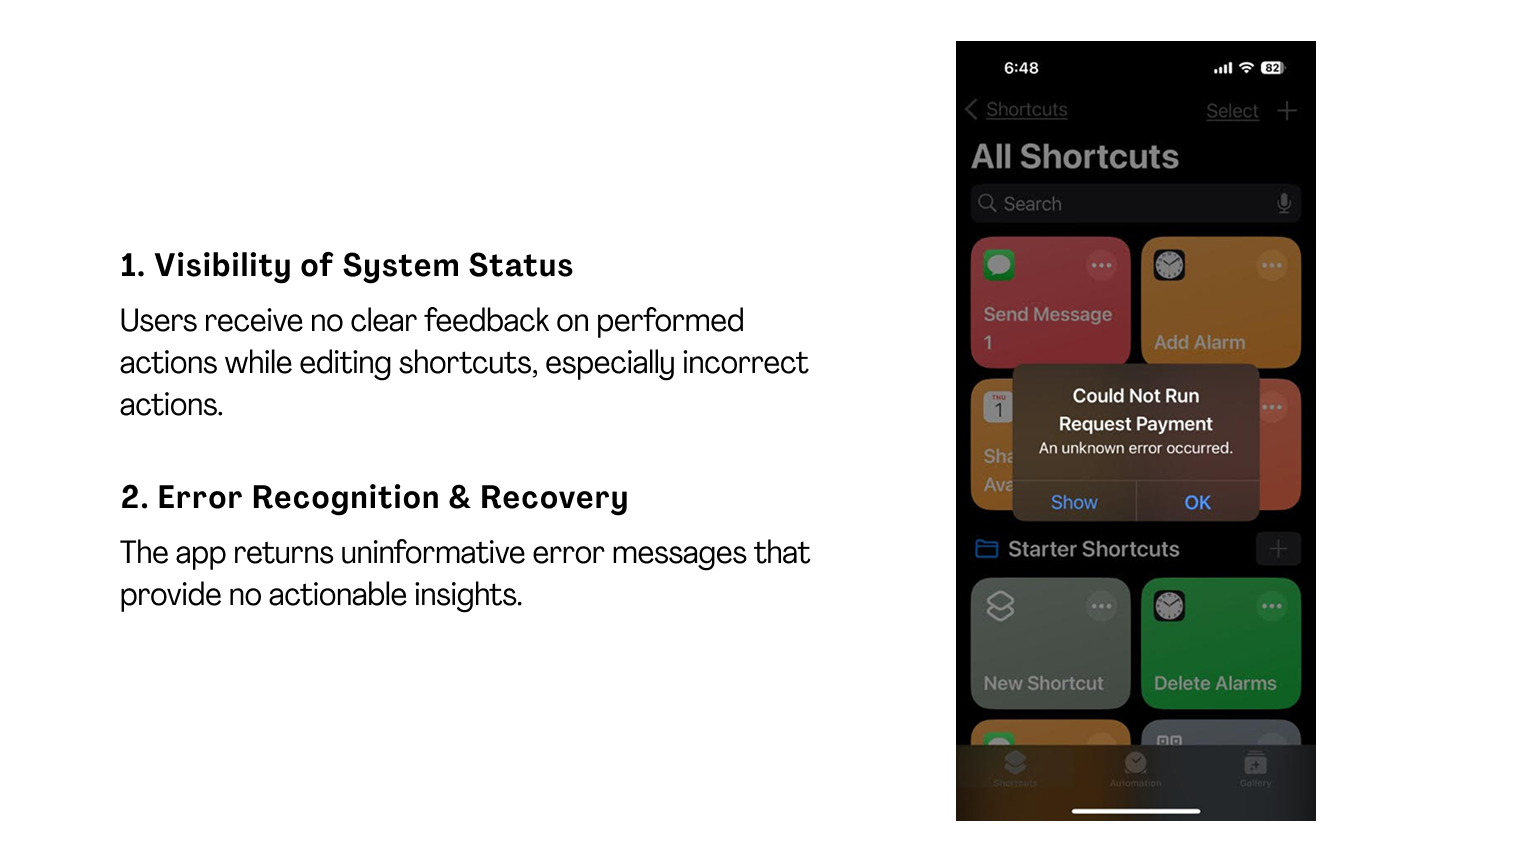 1. Visibility of System Status
Users receive no clear feedback on performed
actions while editing shortcuts, especially incorrect
actions.
2. Error Recognition & Recovery
The app returns uninformative error messages that
provide no actionable insights.
6:48
82
Shortcuts
Select
All Shortcuts
Search
Send Message
1
Add Alarm
THU
1
Sha
Ava
Could Not Run
Request Payment
An unknown error occurred.
Show
OK
Starter Shortcuts
New Shortcut
Delete Alarms
Shortcuts
Automation
Gallery